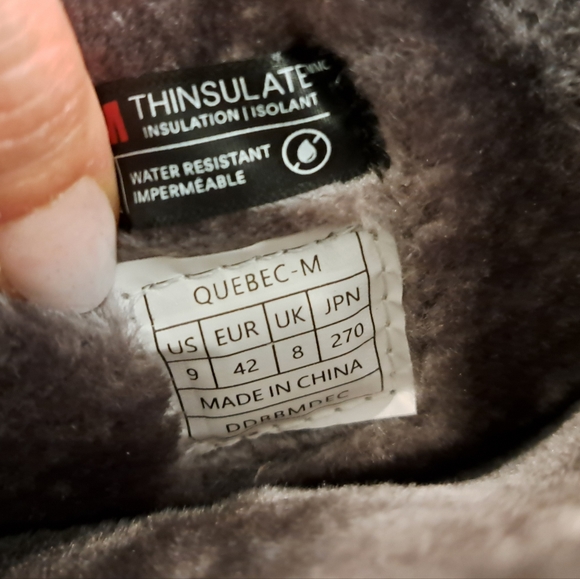 M THINSULATE
INSULATION | ISOLANT
WATER RESISTANT
IMPERMÉABLE
QUEBEC-M
US EUR UK JPN
9 42 8 270
MADE IN CHINA